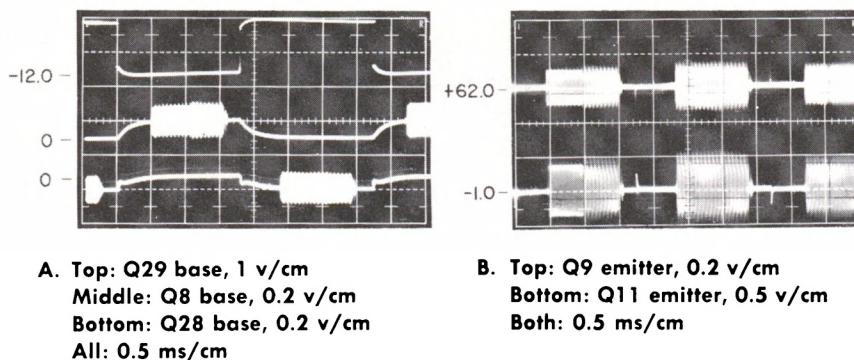 -12.0
0
0
+62.0
-1.0
A. Top: Q29 base, 1 v/cm
Middle: Q8 base, 0.2 v/cm
Bottom: Q28 base, 0.2 v/cm
All: 0.5 ms/cm
B. Top: Q9 emitter, 0.2 v/cm
Bottom: Q11 emitter, 0.5 v/cm
Both: 0.5 ms/cm